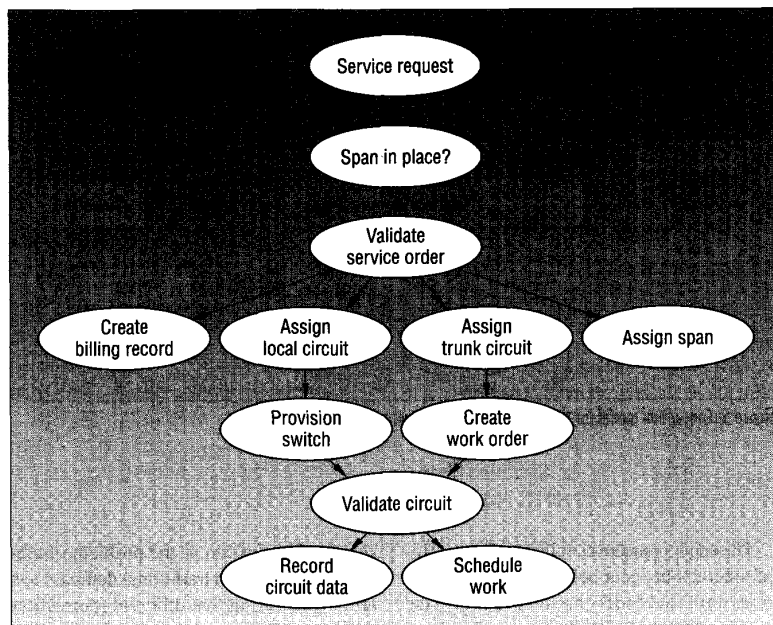 Service request
Span in place?
Validate
service order
Create
billing record
Assign
local circuit
Assign
trunk circuit
Assign span
Provision
switch
Create
work order
Validate circuit
Record
circuit data
Schedule
work